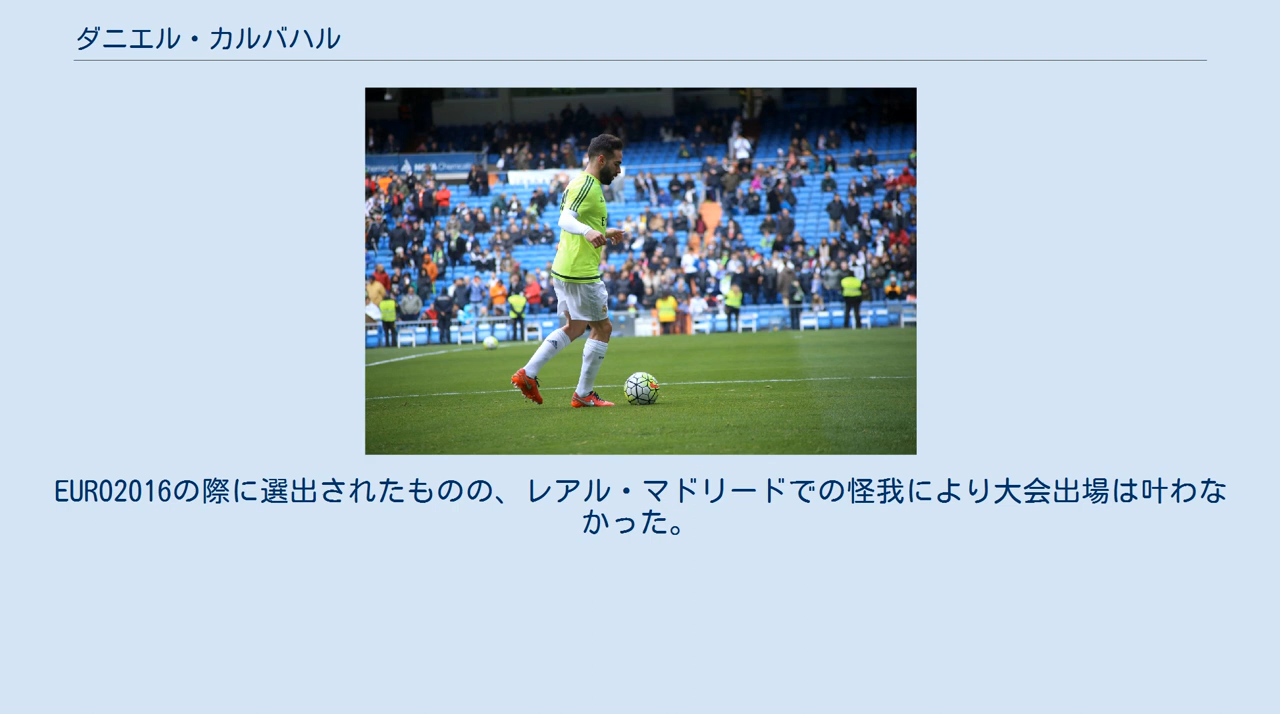 ダニエル・カルバハル
EURO2016の際に選出されたものの、レアル・マドリードでの怪我により大会出場は叶わな
かった。